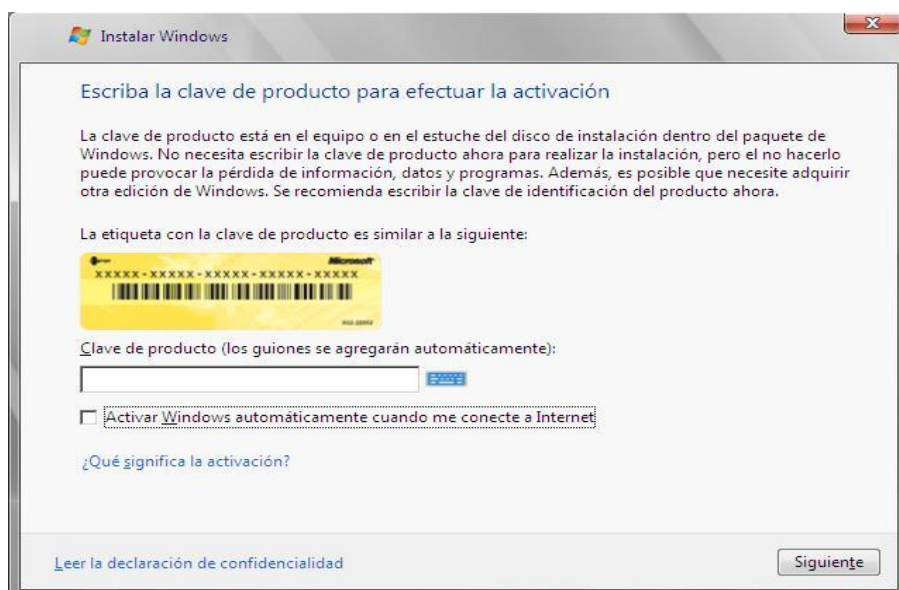 Instalar Windows
Escriba la clave de producto para efectuar la activación
La clave de producto está en el equipo o en el estuche del disco de instalación dentro del paquete de
Windows. No necesita escribir la clave de producto ahora para realizar la instalación, pero el no hacerlo
puede provocar la pérdida de información, datos y programas. Además, es posible que necesite adquirir
otra edición de Windows. Se recomienda escribir la clave de identificación del producto ahora.
La etiqueta con la clave de producto es similar a la siguiente:
Microsoft
XXXXX-XXXXX-XXXXX-XXXXX-XXXXX
Clave de producto (los guiones se agregarán automáticamente):
Activar Windows automáticamente cuando me conecte a Internet
¿Qué significa la activación?
Leer la declaración de confidencialidad
Siguiente